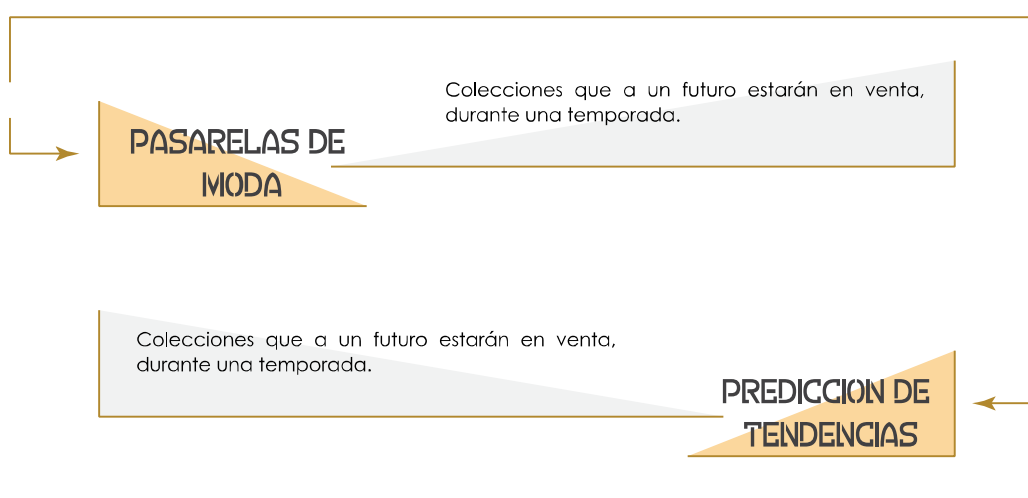 Colecciones que a un futuro estarán en venta,
durante una temporada.
PASARELAS DE
MODA
Colecciones que a un futuro estarán en venta,
durante una temporada.
PREDICCION DE
TENDENCIAS